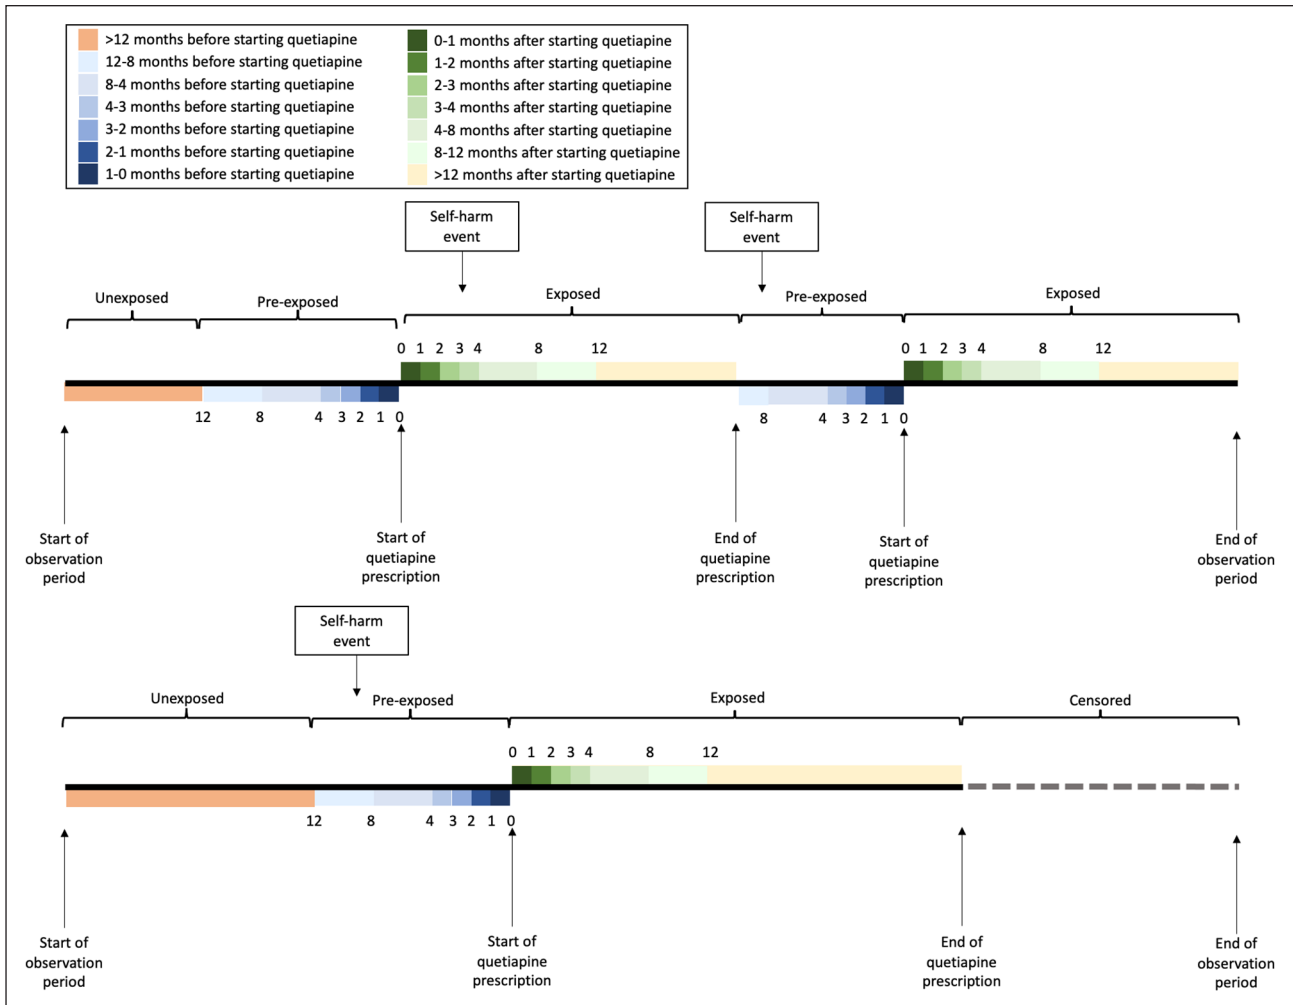 >12 months before starting quetiapine
12-8 months before starting quetiapine
8-4 months before starting quetiapine
4-3 months before starting quetiapine
3-2 months before starting quetiapine
2-1 months before starting quetiapine
1-0 months before starting quetiapine
0-1 months after starting quetiapine
1-2 months after starting quetiapine
2-3 months after starting quetiapine
3-4 months after starting quetiapine
4-8 months after starting quetiapine
8-12 months after starting quetiapine
>12 months after starting quetiapine
Self-harm
event
Self-harm
event
Unexposed
Pre-exposed
Exposed
Pre-exposed
Exposed
0 1 2 3 4 8 12
0 1 2 3 4 8 12
12 8 4 3 2 1 0
8 4 3 2 1 0
Start of
observation
period
Start of
quetiapine
prescription
End of
quetiapine
prescription
Start of
quetiapine
prescription
End of
observation
period
Self-harm
event
Unexposed
Pre-exposed
Exposed
Censored
0 1 2 3 4 8 12
12 8 4 3 2 1 0
Start of
observation
period
Start of
quetiapine
prescription
End of
quetiapine
prescription
End of
observation
period